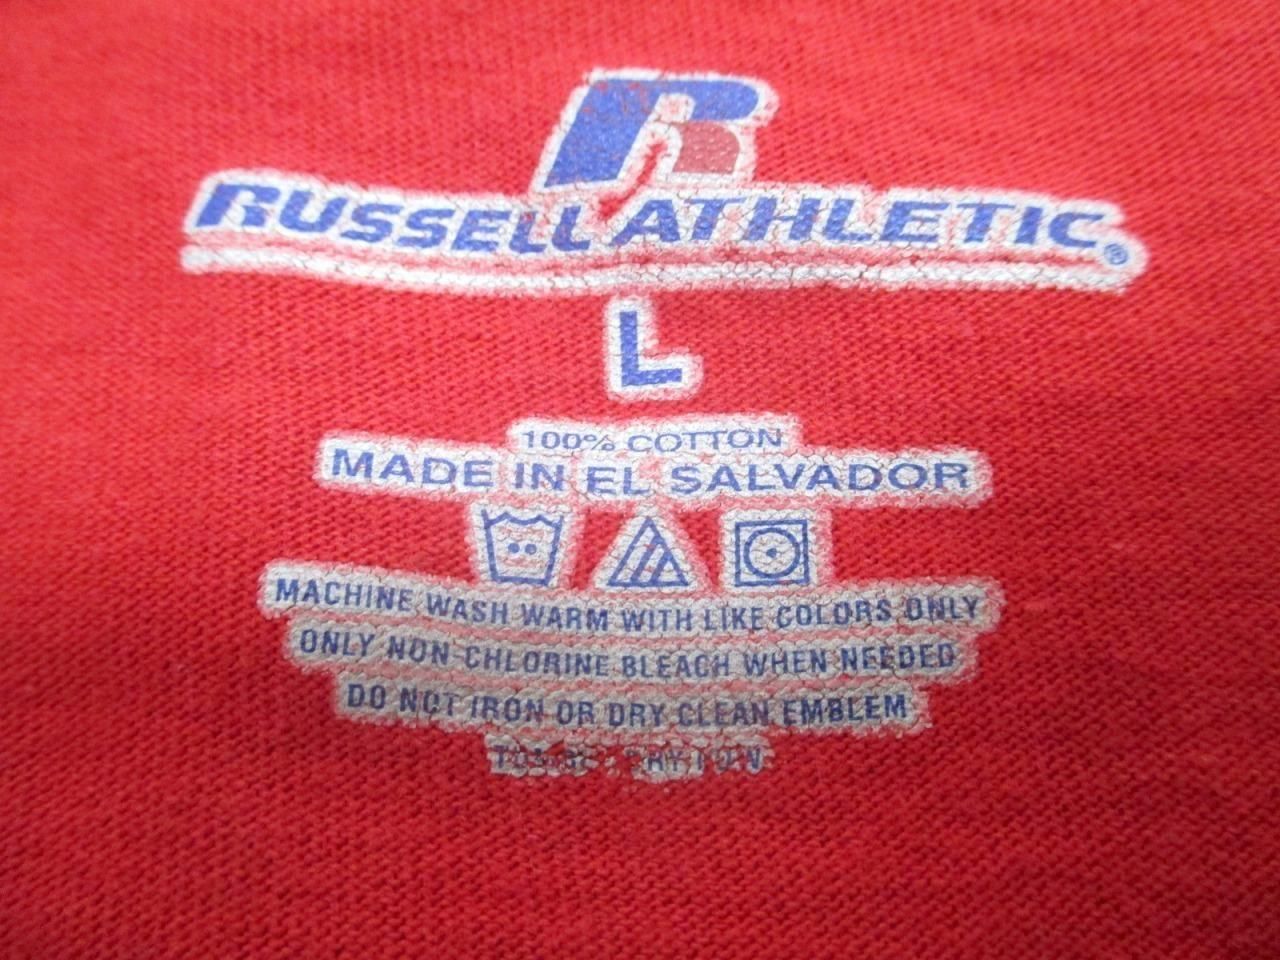 R
RUSSELL ATHLETIC®
L
100% COTTON
MADE IN EL SALVADOR
MACHINE WASH WARM WITH LIKE COLORS ONLY
ONLY NON-CHLORINE BLEACH WHEN NEEDED
DO NOT IRON OR DRY CLEAN EMBLEM